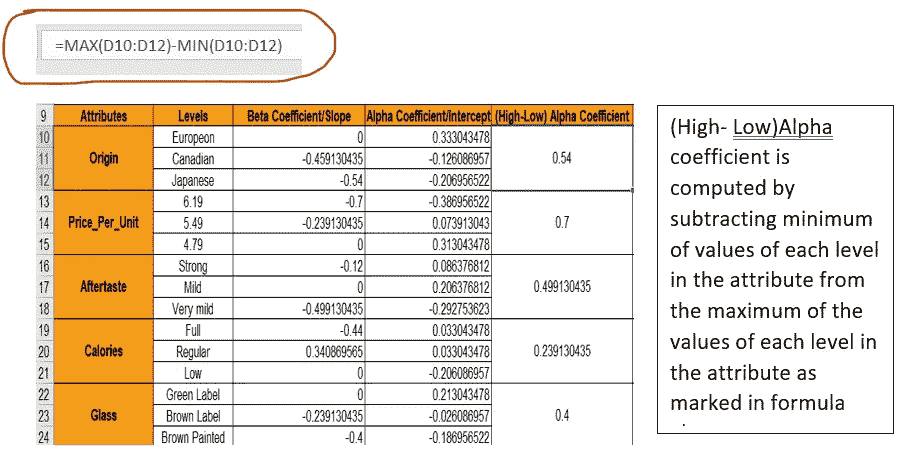 =MAX(D10:D12)-MIN(D10:D12)
9 Attributes Levels Beta Coefficient/Slope Alpha Coefficient/Intercept (High-Low) Alpha Coefficient
10 Europeon 0 0.333043478
11 Origin Canadian -0.459130435 -0.126086957 0.54
12 Japanese -0.54 -0.206956522
13 6.19 -0.7 -0.386956522
14 Price_Per_Unit 5.49 -0.239130435 0.073913043 0.7
15 4.79 0 0.313043478
16 Strong -0.12 0.086376812
17 Aftertaste Mild 0 0.206376812 0.499130435
18 Very mild -0.499130435 -0.292753623
19 Full -0.44 0.033043478
20 Calories Regular 0.340869565 0.033043478 0.239130435
21 Low 0 -0.206086957
22 Green Label 0 0.213043478
23 Glass Brown Label -0.239130435 -0.026086957 0.4
24 Brown Painted -0.4 -0.186956522
(High- Low)Alpha
coefficient is
computed by
subtracting minimum
of values of each level
in the attribute from
the maximum of the
values of each level in
the attribute as
marked in formula